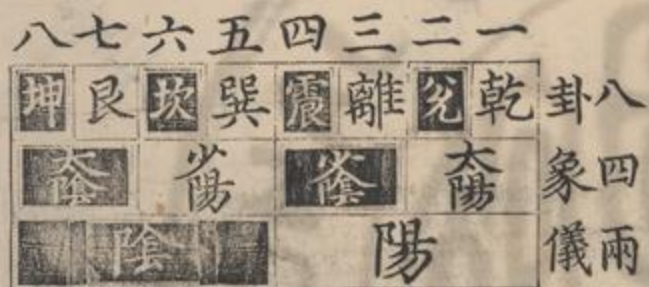 一二三四五六七八
八卦 乾兌離震巽坎艮坤
四象 太陽 少陰 少陽 太陰
兩儀 陽 陰